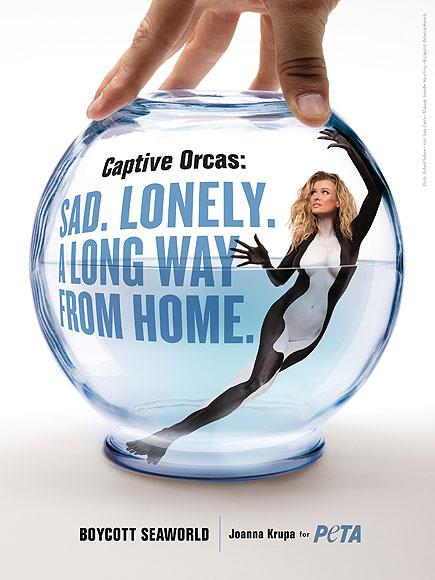 Captive Orcas:
SAD. LONELY.
A LONG WAY
FROM HOME.
BOYCOTT SEAWORLD
Joanna Krupa for PETA